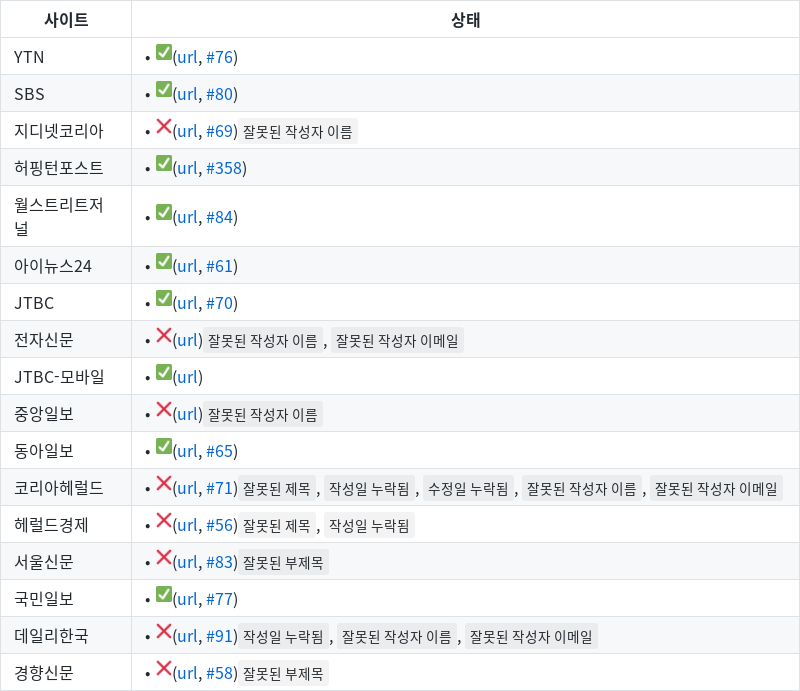 사이트 상태
YTN • ✅(url, #76)
SBS • ✅(url, #80)
지디넷코리아 • ❌(url, #69) 잘못된 작성자 이름
허핑턴포스트 • ✅(url, #358)
월스트리트저
널 • ✅(url, #84)
아이뉴스24 • ✅(url, #61)
JTBC • ✅(url, #70)
전자신문 • ❌(url) 잘못된 작성자 이름 , 잘못된 작성자 이메일
JTBC-모바일 • ✅(url)
중앙일보 • ❌(url) 잘못된 작성자 이름
동아일보 • ✅(url, #65)
코리아헤럴드 • ❌(url, #71) 잘못된 제목 , 작성일 누락됨 , 수정일 누락됨 , 잘못된 작성자 이름 , 잘못된 작성자 이메일
헤럴드경제 • ❌(url, #56) 잘못된 제목 , 작성일 누락됨
서울신문 • ❌(url, #83) 잘못된 부제목
국민일보 • ✅(url, #77)
데일리한국 • ❌(url, #91) 작성일 누락됨 , 잘못된 작성자 이름 , 잘못된 작성자 이메일
경향신문 • ❌(url, #58) 잘못된 부제목